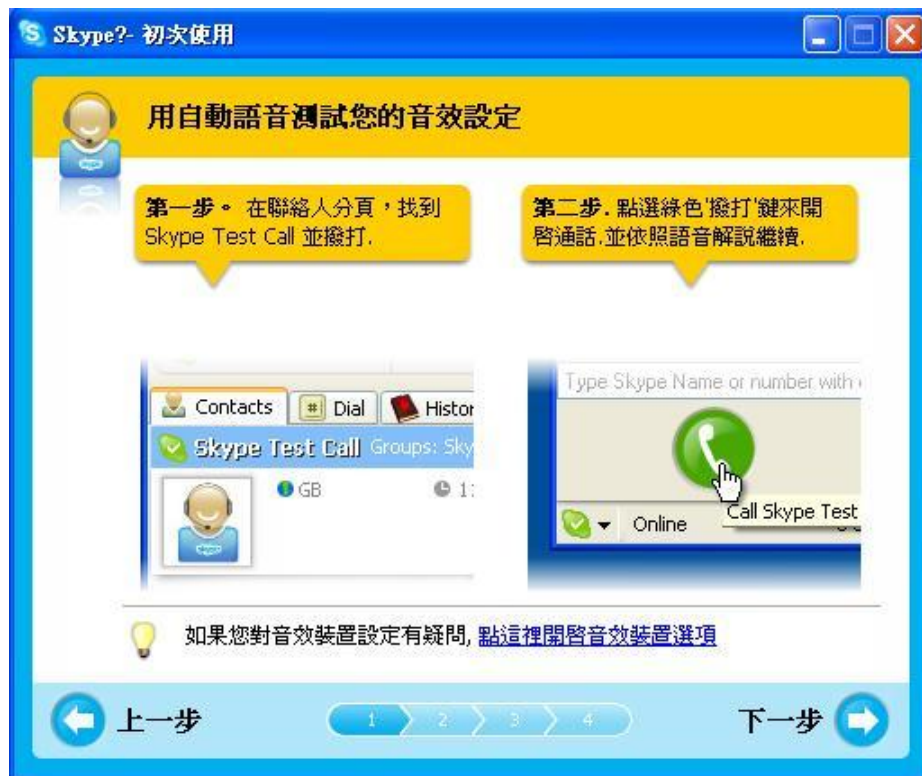 Skype?- 初次使用
用自動語音測試您的音效設定
第一步。在聯絡人分頁，找到
Skype Test Call 並撥打.
第二步. 點選綠色'撥打'鍵來開
啓通話.並依照語音解說繼續.
Contacts
Dial
Histor
Skype Test Call Groups: Sky
GB
Type Skype Name or number with
Call Skype Test
Online
如果您對音效裝置設定有疑問, 點這裡開啓音效裝置選項
上一步
1 2 3 4
下一步